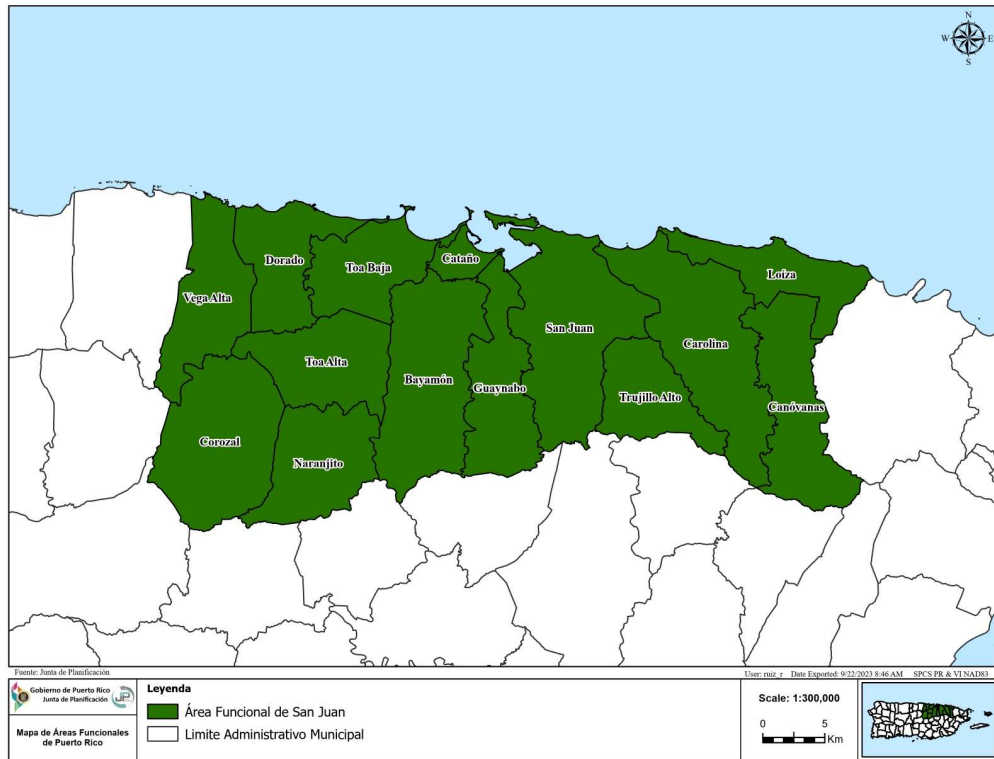 N
W E
S
Dorado
Toa Baja
Cataño
Loíza
Vega Alta
San Juan
Carolina
Toa Alta
Bayamón
Guaynabo
Trujillo Alto
Canóvanas
Corozal
Naranjito
Fuente: Junta de Planificación
User: ruiz_r Date Exported: 9/22/2023 8:46 AM SPCS PR & VI NAD83
Gobierno de Puerto Rico
Junta de Planificación
JP
Mapa de Áreas Funcionales
de Puerto Rico
Leyenda
Área Funcional de San Juan
Limite Administrativo Municipal
Scale: 1:300,000
0 5
Km